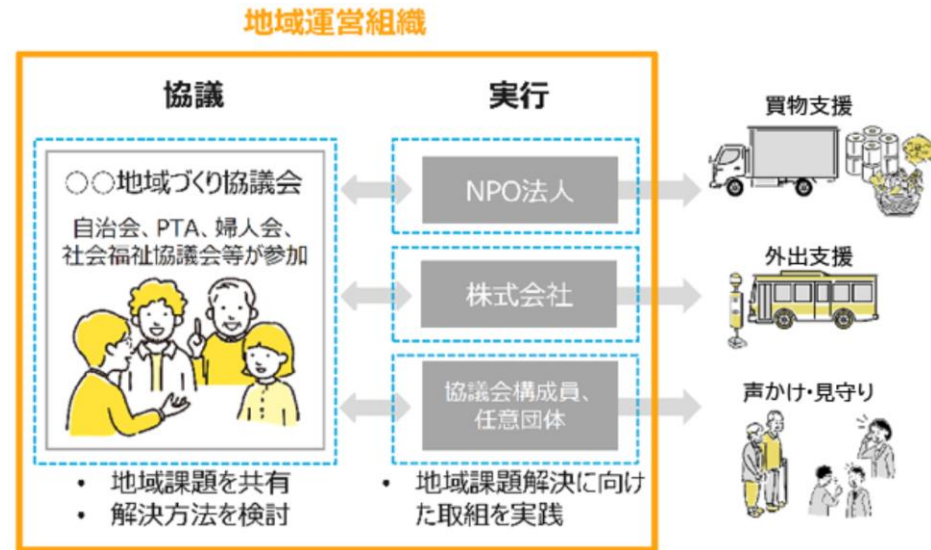 地域運営組織
協議
○○地域づくり協議会
自治会、PTA、婦人会、
社会福祉協議会等が参加
・ 地域課題を共有
・ 解決方法を検討
実行
NPO法人
株式会社
協議会構成員、
任意団体
・ 地域課題解決に向け
た取組を実践
買物支援
外出支援
声かけ・見守り